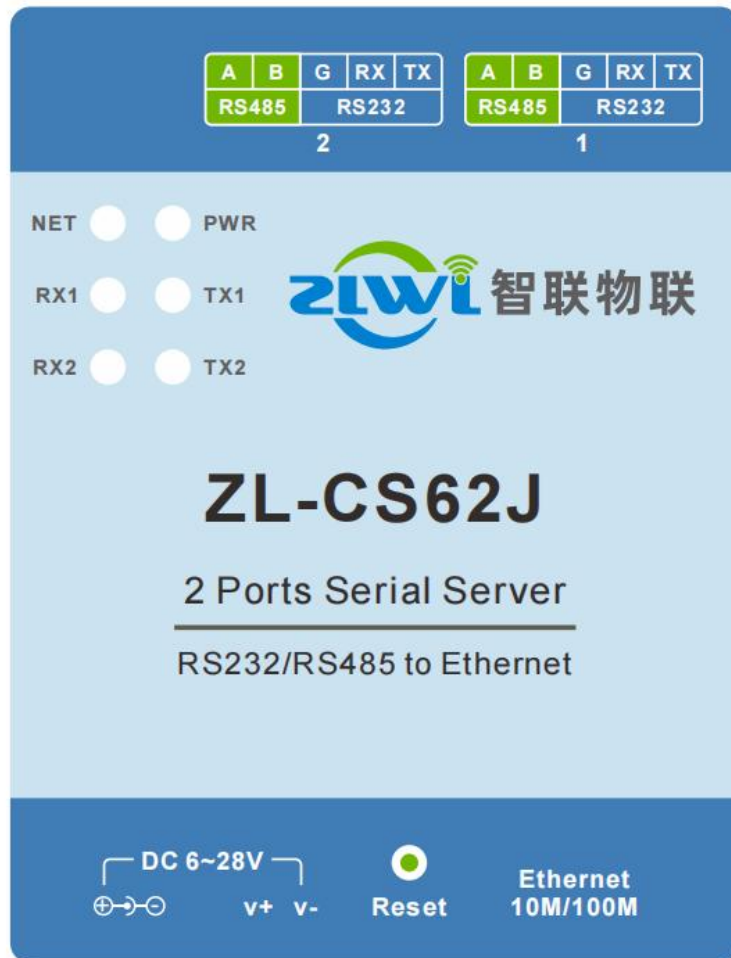 A B G RX TX A B G RX TX
RS485 RS232 RS485 RS232
2 1
NET PWR
RX1 TX1
RX2 TX2
ZLWL 智联物联
ZL-CS62J
2 Ports Serial Server
RS232/RS485 to Ethernet
DC 6~28V
v+ v-
Reset
Ethernet
10M/100M